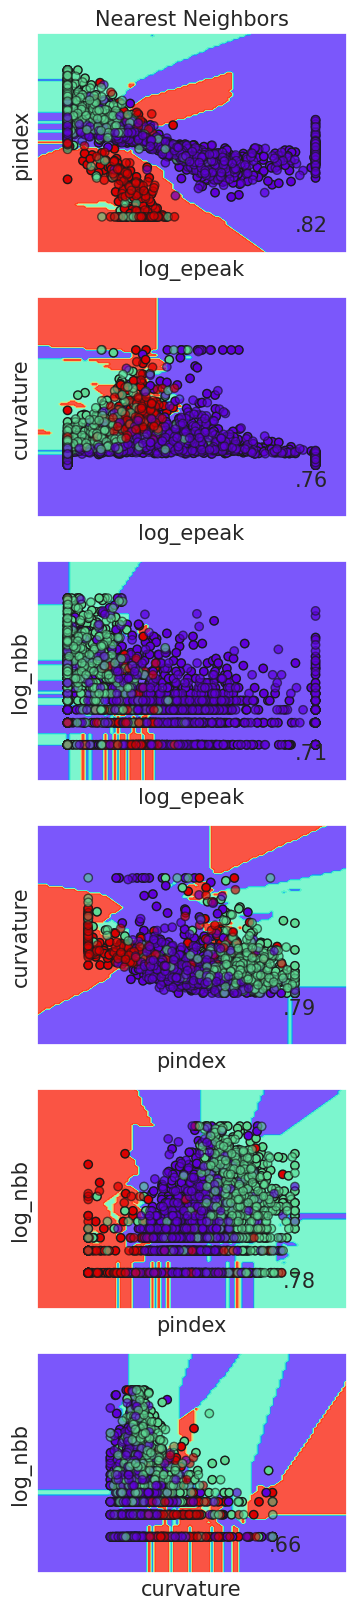 Nearest Neighbors
pindex
.82
log_epeak
curvature
.76
log_epeak
log_nbb
.71
log_epeak
curvature
.79
pindex
log_nbb
.78
pindex
log_nbb
.66
curvature